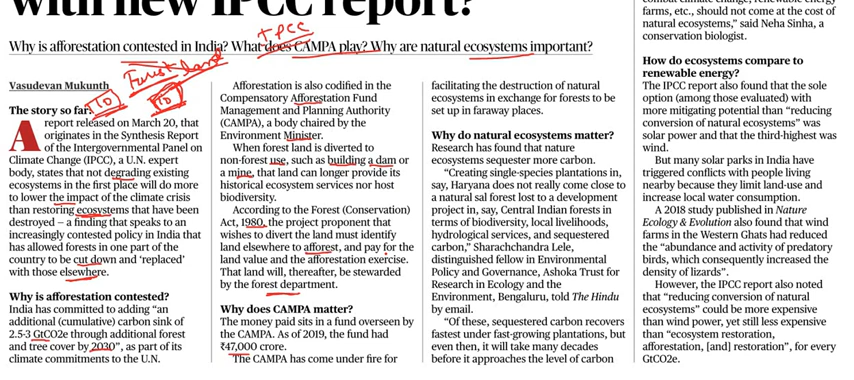 with new IPCC report?
Why is afforestation contested in India? What does CAMPA play? Why are natural ecosystems important?
IPCC
Forest land
10
10
Vasudevan Mukunth
The story so far:
A report released on March 20, that
originates in the Synthesis Report
of the Intergovernmental Panel on
Climate Change (IPCC), a U.N. expert
body, states that not degrading existing
ecosystems in the first place will do more
to lower the impact of the climate crisis
than restoring ecosystems that have been
destroyed — a finding that speaks to an
increasingly contested policy in India that
has allowed forests in one part of the
country to be cut down and ‘replaced’
with those elsewhere.
Why is afforestation contested?
India has committed to adding “an
additional (cumulative) carbon sink of
2.5-3 GtCO2e through additional forest
and tree cover by 2030”, as part of its
climate commitments to the U.N.
Afforestation is also codified in the
Compensatory Afforestation Fund
Management and Planning Authority
(CAMPA), a body chaired by the
Environment Minister.
When forest land is diverted to
non-forest use, such as building a dam or
a mine, that land can longer provide its
historical ecosystem services nor host
biodiversity.
According to the Forest (Conservation)
Act, 1980, the project proponent that
wishes to divert the land must identify
land elsewhere to afforest, and pay for the
land value and the afforestation exercise.
That land will, thereafter, be stewarded
by the forest department.
Why does CAMPA matter?
The money paid sits in a fund overseen by
the CAMPA. As of 2019, the fund had
₹47,000 crore.
The CAMPA has come under fire for
facilitating the destruction of natural
ecosystems in exchange for forests to be
set up in faraway places.
Why do natural ecosystems matter?
Research has found that nature
ecosystems sequester more carbon.
“Creating single-species plantations in,
say, Haryana does not really come close to
a natural sal forest lost to a development
project in, say, Central Indian forests in
terms of biodiversity, local livelihoods,
hydrological services, and sequestered
carbon,” Sharachchandra Lele,
distinguished fellow in Environmental
Policy and Governance, Ashoka Trust for
Research in Ecology and the
Environment, Bengaluru, told The Hindu
by email.
“Of these, sequestered carbon recovers
fastest under fast-growing plantations, but
even then, it will take many decades
before it approaches the level of carbon
farms, etc., should not come at the cost of
natural ecosystems,” said Neha Sinha, a
conservation biologist.
How do ecosystems compare to
renewable energy?
The IPCC report also found that the sole
option (among those evaluated) with
more mitigating potential than “reducing
conversion of natural ecosystems” was
solar power and that the third-highest was
wind.
But many solar parks in India have
triggered conflicts with people living
nearby because they limit land-use and
increase local water consumption.
A 2018 study published in Nature
Ecology & Evolution also found that wind
farms in the Western Ghats had reduced
the “abundance and activity of predatory
birds, which consequently increased the
density of lizards”.
However, the IPCC report also noted
that “reducing conversion of natural
ecosystems” could be more expensive
than wind power, yet still less expensive
than “ecosystem restoration,
afforestation, [and] restoration”, for every
GtCO2e.